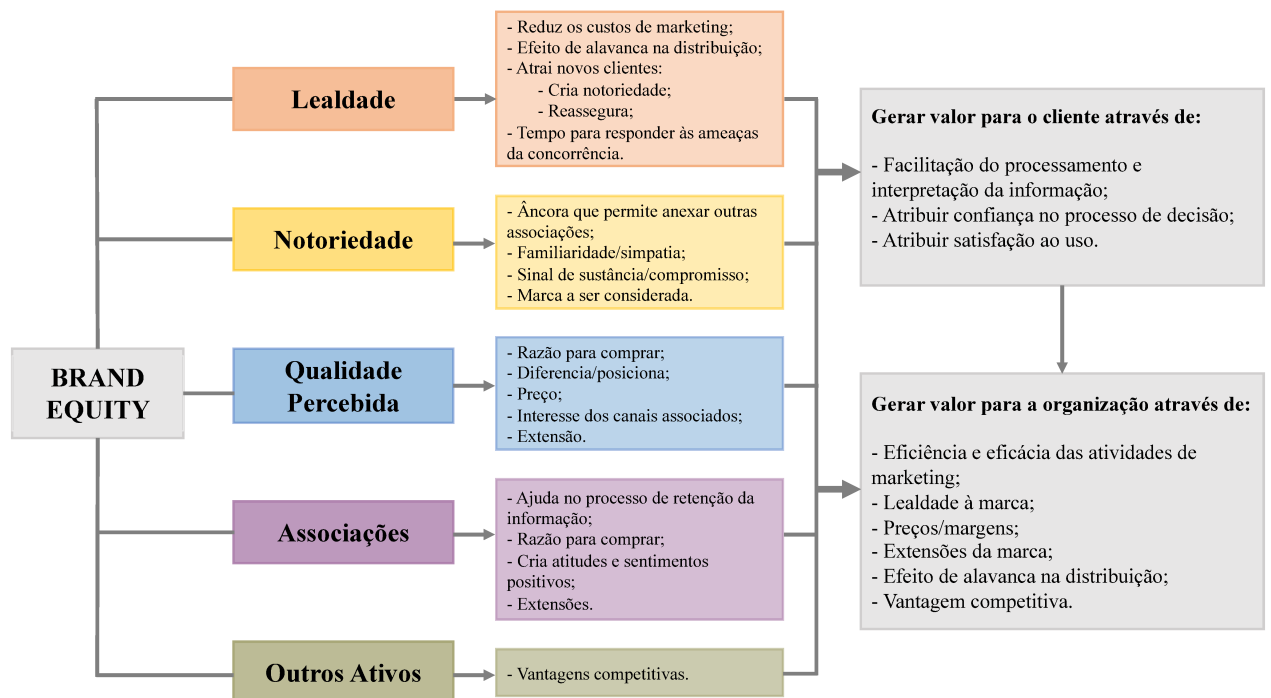 BRAND
EQUITY
Lealdade
- Reduz os custos de marketing;
- Efeito de alavanca na distribuição;
- Atrai novos clientes:
- Cria notoriedade;
- Reassegura;
- Tempo para responder às ameaças
da concorrência.
Notoriedade
- Âncora que permite anexar outras
associações;
- Familiaridade/simpatia;
- Sinal de sustância/compromisso;
- Marca a ser considerada.
Qualidade
Percebida
- Razão para comprar;
- Diferencia/posiciona;
- Preço;
- Interesse dos canais associados;
- Extensão.
Associações
- Ajuda no processo de retenção da
informação;
- Razão para comprar;
- Cria atitudes e sentimentos
positivos;
- Extensões.
Outros Ativos
- Vantagens competitivas.
Gerar valor para o cliente através de:
- Facilitação do processamento e
interpretação da informação;
- Atribuir confiança no processo de decisão;
- Atribuir satisfação ao uso.
Gerar valor para a organização através de:
- Eficiência e eficácia das atividades de
marketing;
- Lealdade à marca;
- Preços/margens;
- Extensões da marca;
- Efeito de alavanca na distribuição;
- Vantagem competitiva.